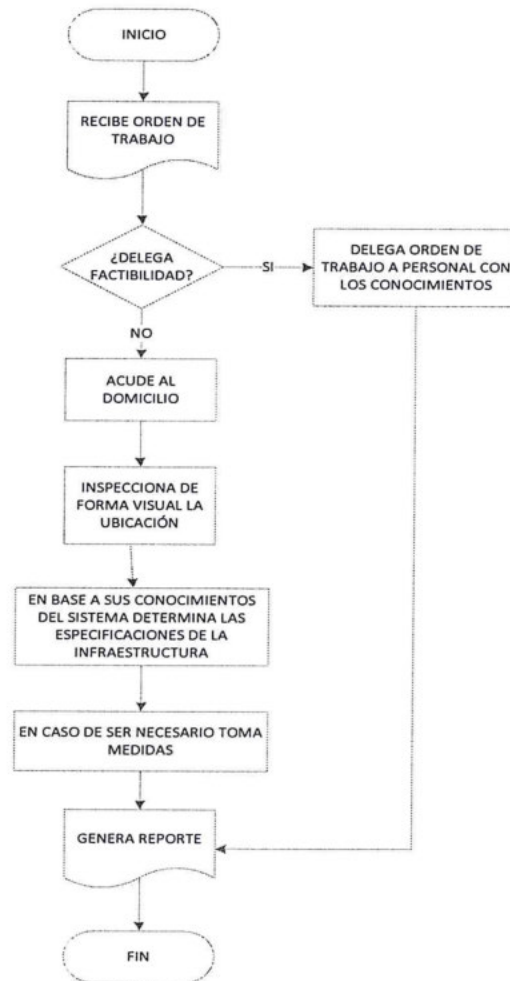 INICIO
RECIBE ORDEN DE
TRABAJO
¿DELEGA
FACTIBILIDAD?
SI
DELEGA ORDEN DE
TRABAJO A PERSONAL CON
LOS CONOCIMIENTOS
NO
ACUDE AL
DOMICILIO
INSPECCIONA DE
FORMA VISUAL LA
UBICACIÓN
EN BASE A SUS CONOCIMIENTOS
DEL SISTEMA DETERMINA LAS
ESPECIFICACIONES DE LA
INFRAESTRUCTURA
EN CASO DE SER NECESARIO TOMA
MEDIDAS
GENERA REPORTE
FIN